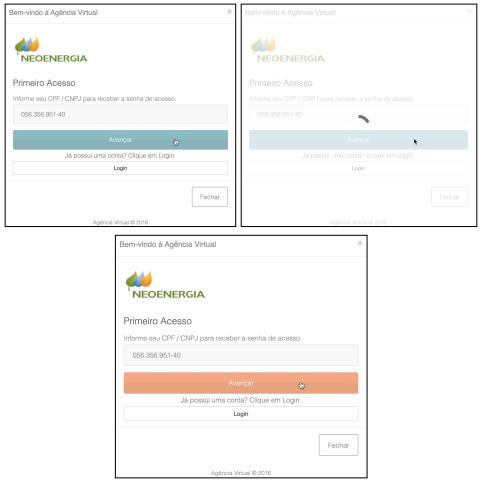 Bem-vindo à Agência Virtual ×
NEOENERGIA
Primeiro Acesso
Informe seu CPF / CNPJ para receber a senha de acesso.
056.356.951-40
Avançar
Já possui uma conta? Clique em Login.
Login
Fechar
Agência Virtual © 2016
Bem-vindo à Agência Virtual ×
NEOENERGIA
Primeiro Acesso
Informe seu CPF / CNPJ para receber a senha de acesso.
056.356.951-40
Avançar
Já possui uma conta? Clique em Login.
Login
Fechar
Agência Virtual © 2016
Bem-vindo à Agência Virtual ×
NEOENERGIA
Primeiro Acesso
Informe seu CPF / CNPJ para receber a senha de acesso.
056.356.951-40
Avançar
Já possui uma conta? Clique em Login.
Login
Fechar
Agência Virtual © 2016